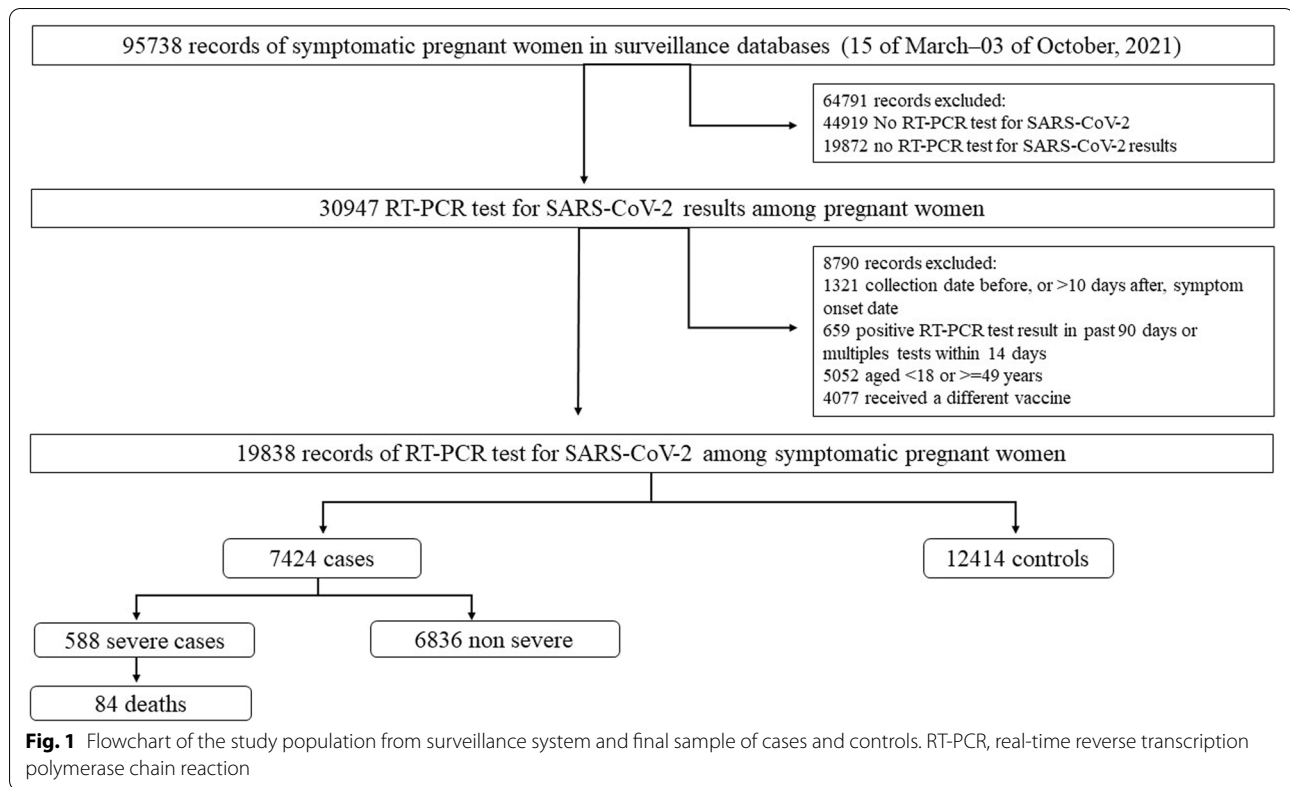 95738 records of symptomatic pregnant women in surveillance databases (15 of March–03 of October, 2021)
64791 records excluded:
44919 No RT-PCR test for SARS-CoV-2
19872 no RT-PCR test for SARS-CoV-2 results
30947 RT-PCR test for SARS-CoV-2 results among pregnant women
8790 records excluded:
1321 collection date before, or >10 days after, symptom
onset date
659 positive RT-PCR test result in past 90 days or
multiples tests within 14 days
5052 aged <18 or >=49 years
4077 received a different vaccine
19838 records of RT-PCR test for SARS-CoV-2 among symptomatic pregnant women
7424 cases
12414 controls
588 severe cases
6836 non severe
84 deaths
Fig. 1 Flowchart of the study population from surveillance system and final sample of cases and controls. RT-PCR, real-time reverse transcription
polymerase chain reaction